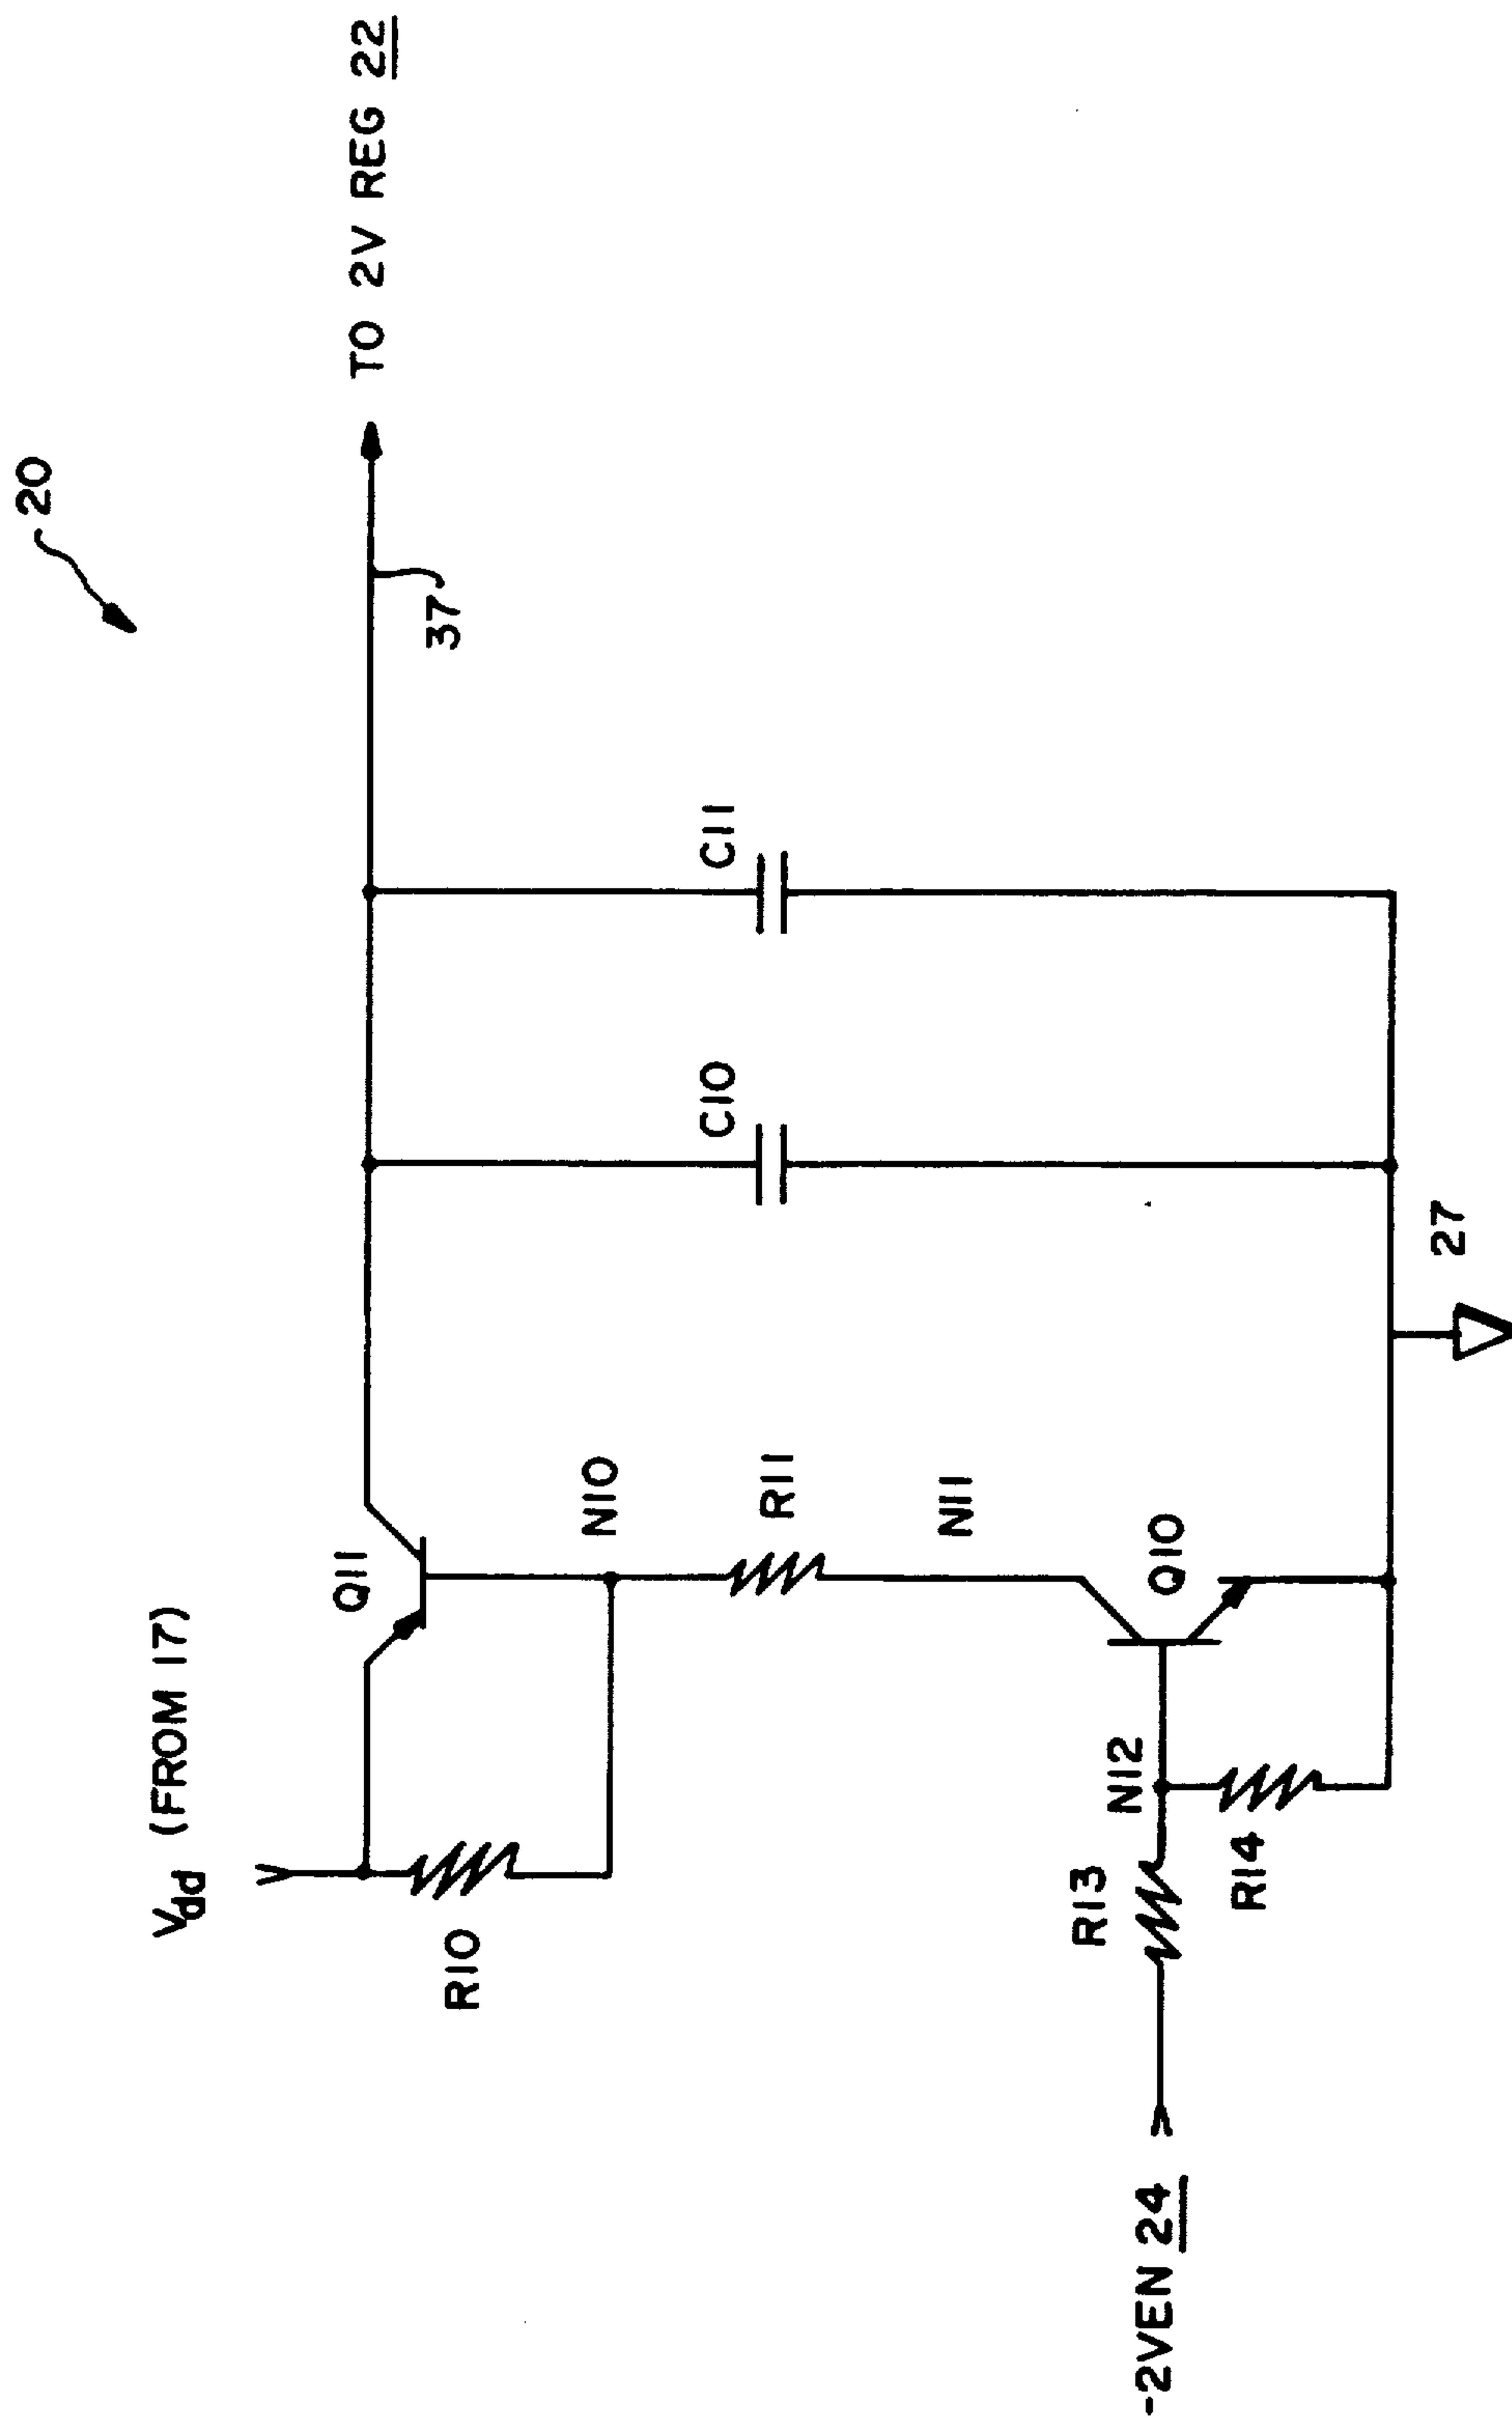 20
Vdd (FROM 17)
Q11
TO 2V REG 22
37
R10
N10
C10
C11
R11
N11
-2VEN 24
R13
N12
Q10
R14
27